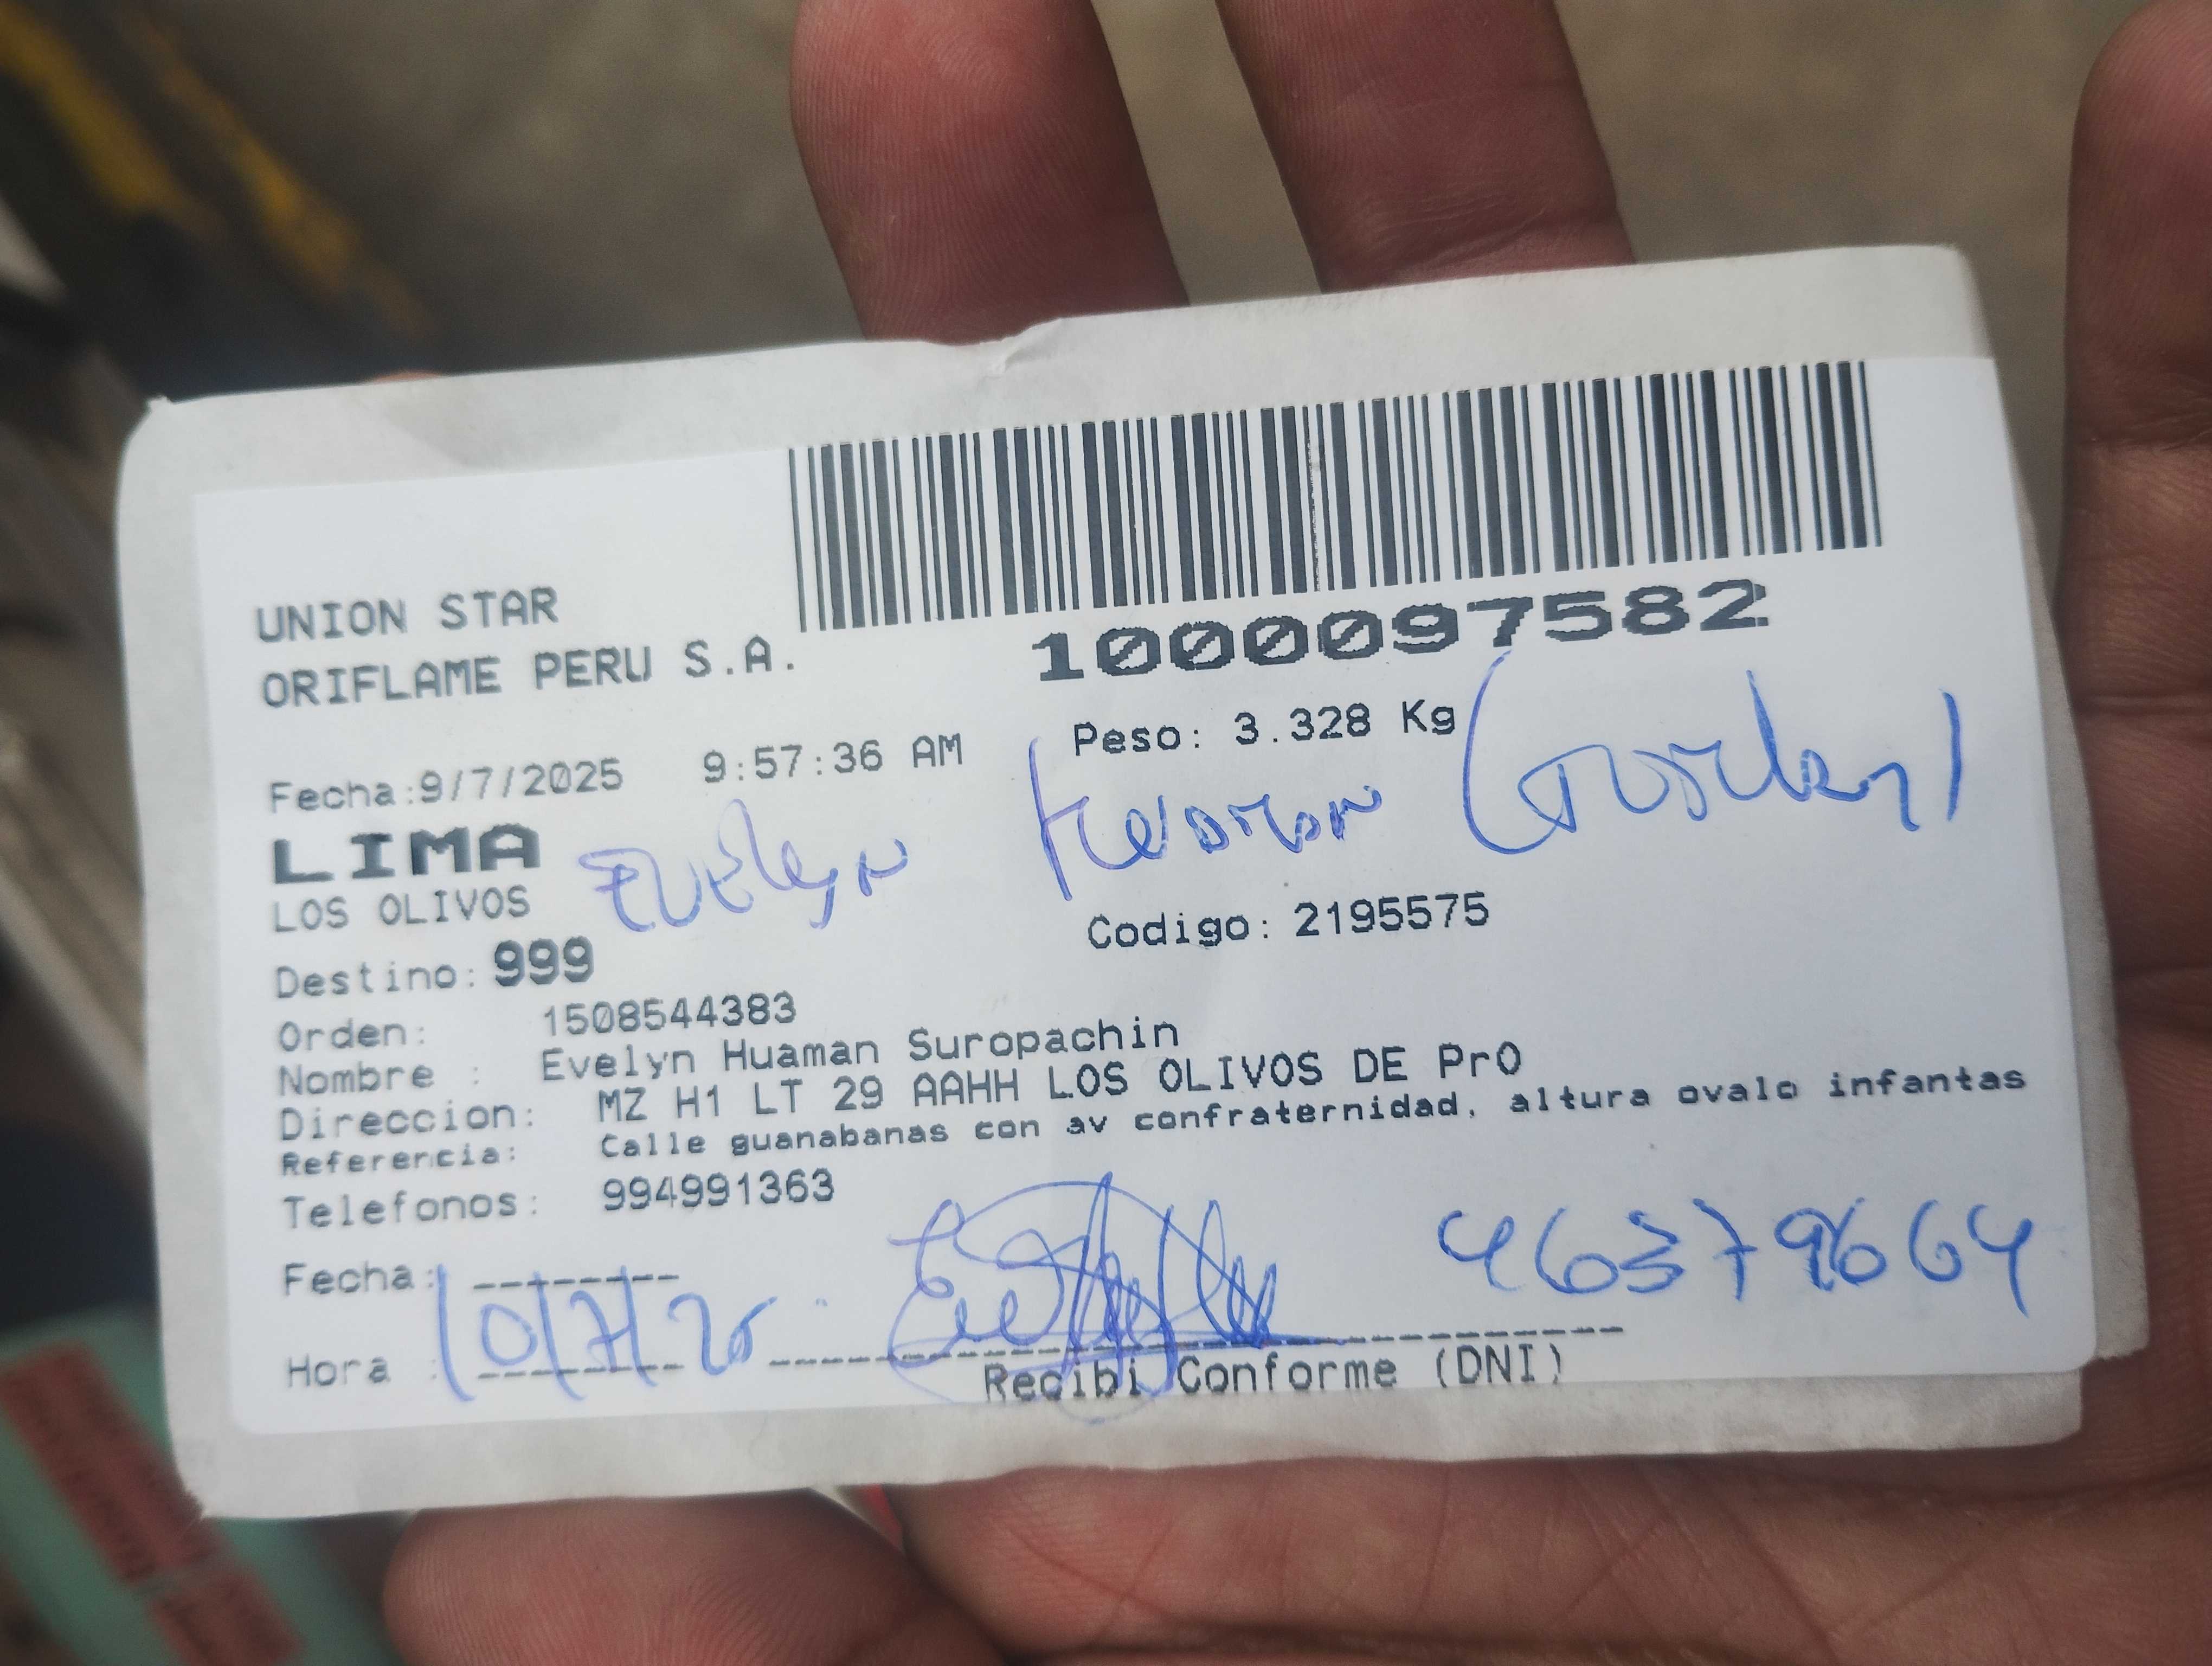 UNION STAR
ORIFLAME PERU S.A.
1000097582
Fecha:9/7/2025 9:57:36 AM
Peso: 3.328 Kg
LIMA
Evelyn Huaman (Titular)
LOS OLIVOS
Destino: 999
Codigo: 2195575
Orden: 1508544383
Nombre : Evelyn Huaman Suropachin
Direccion: MZ H1 LT 29 AAHH LOS OLIVOS DE PrO
Referencia: Calle guanabanas con av confraternidad, altura ovalo infantas
Telefonos: 994991363
46379664
Fecha:
10/7/25
Hora :
Recibi Conforme (DNI)